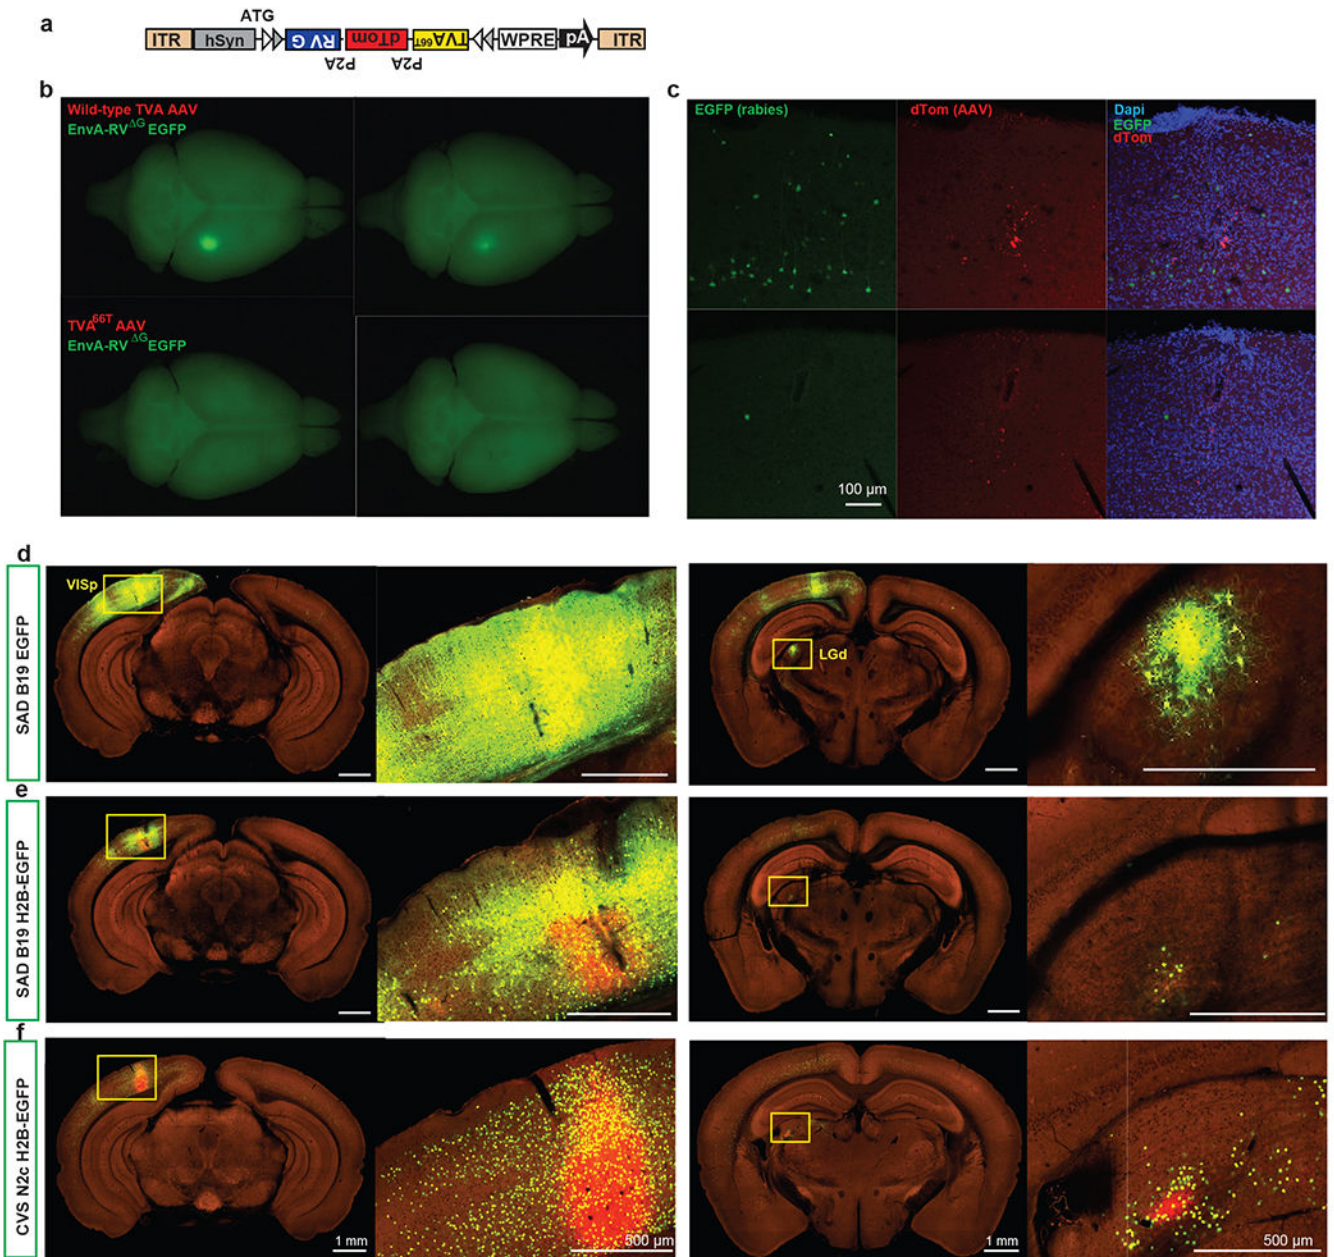 a
ATG
ITR hSyn RV G dTom TVA66T WPRE pA ITR
P2A P2A
b
Wild-type TVA AAV
EnvA-RVΔG EGFP
TVA66T AAV
EnvA-RVΔG EGFP
c
EGFP (rabies)
dTom (AAV)
Dapi
EGFP
dTom
100 µm
d
SAD B19 EGFP
VISp
LGd
e
SAD B19 H2B-EGFP
f
CVS N2c H2B-EGFP
1 mm
500 µm
1 mm
500 µm